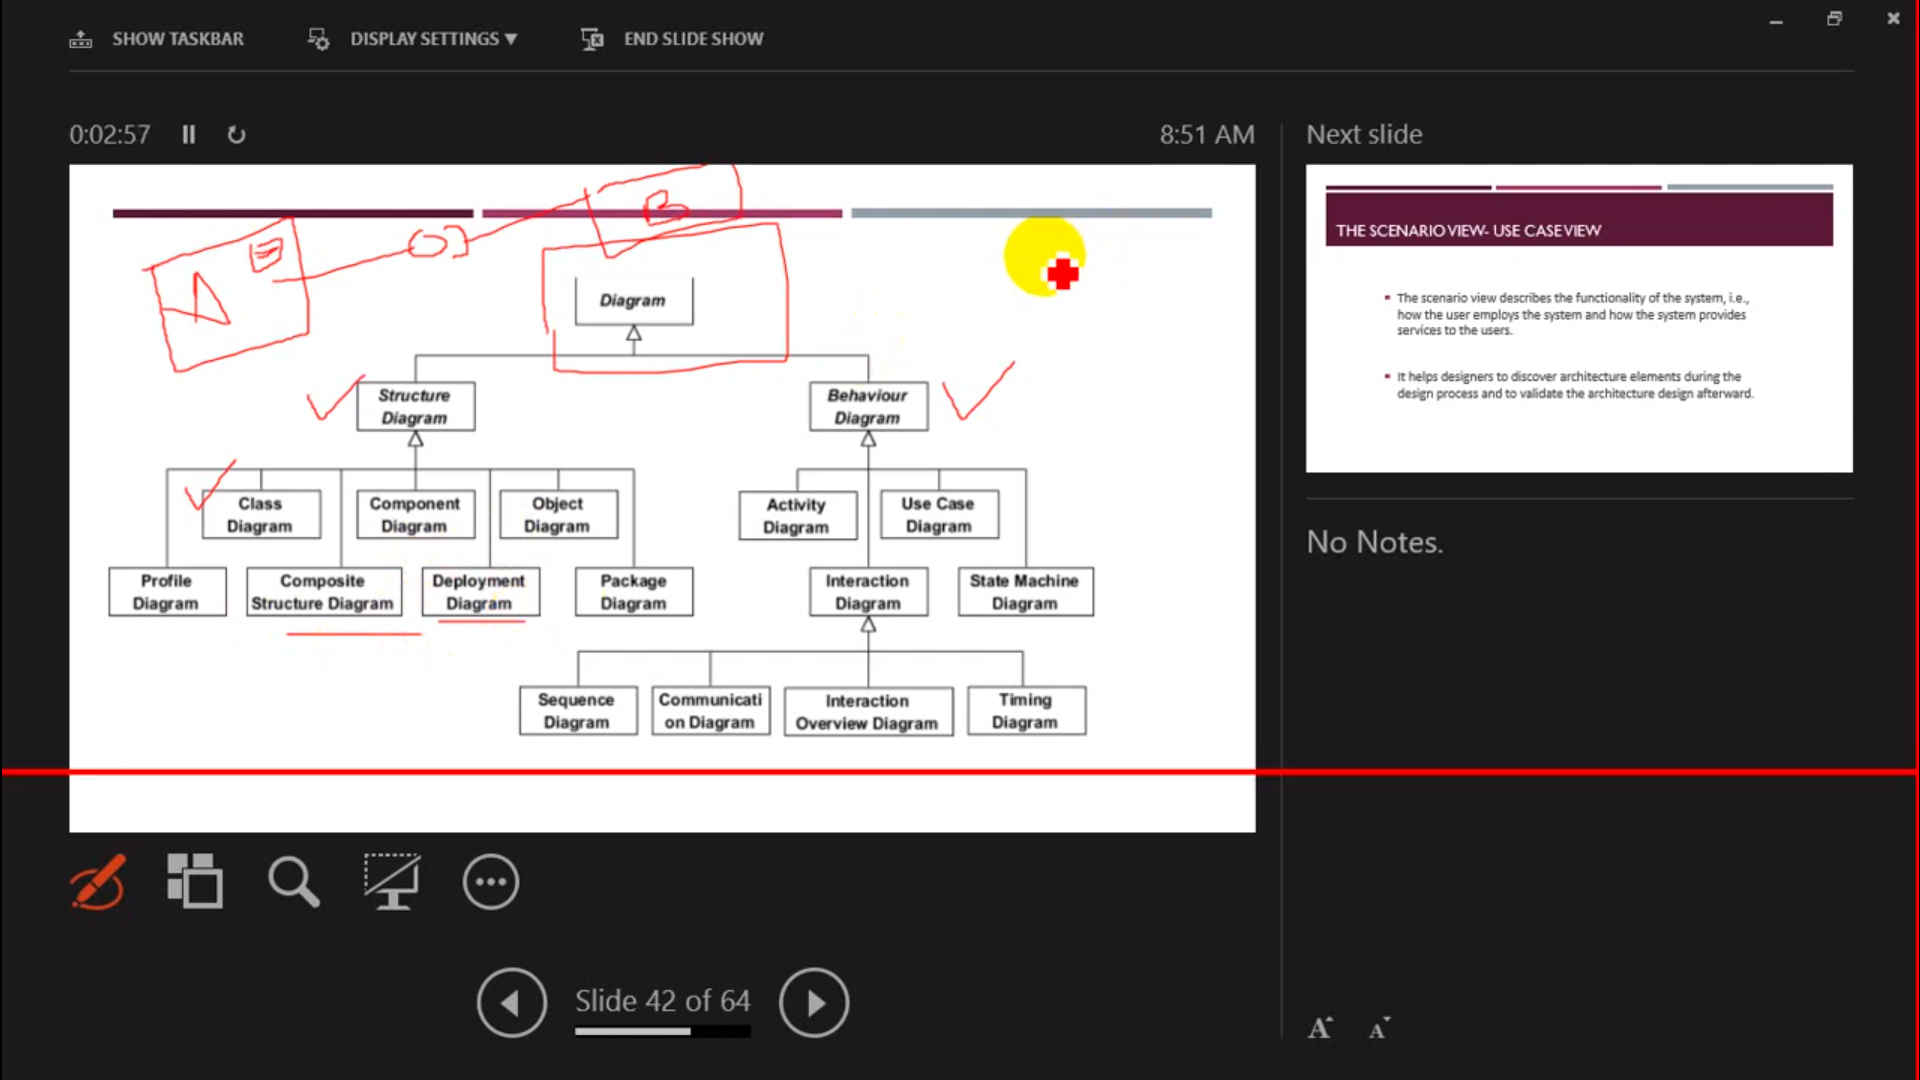 SHOW TASKBAR
DISPLAY SETTINGS ▼
END SLIDE SHOW
0:02:57
8:51 AM
Next slide
A
B
Diagram
Structure
Diagram
Behaviour
Diagram
Class
Diagram
Component
Diagram
Object
Diagram
Activity
Diagram
Use Case
Diagram
Profile
Diagram
Composite
Structure Diagram
Deployment
Diagram
Package
Diagram
Interaction
Diagram
State Machine
Diagram
Sequence
Diagram
Communicati
on Diagram
Interaction
Overview Diagram
Timing
Diagram
THE SCENARIO VIEW- USE CASE VIEW
The scenario view describes the functionality of the system, i.e.,
how the user employs the system and how the system provides
services to the users.
It helps designers to discover architecture elements during the
design process and to validate the architecture design afterward.
No Notes.
Slide 42 of 64
A A